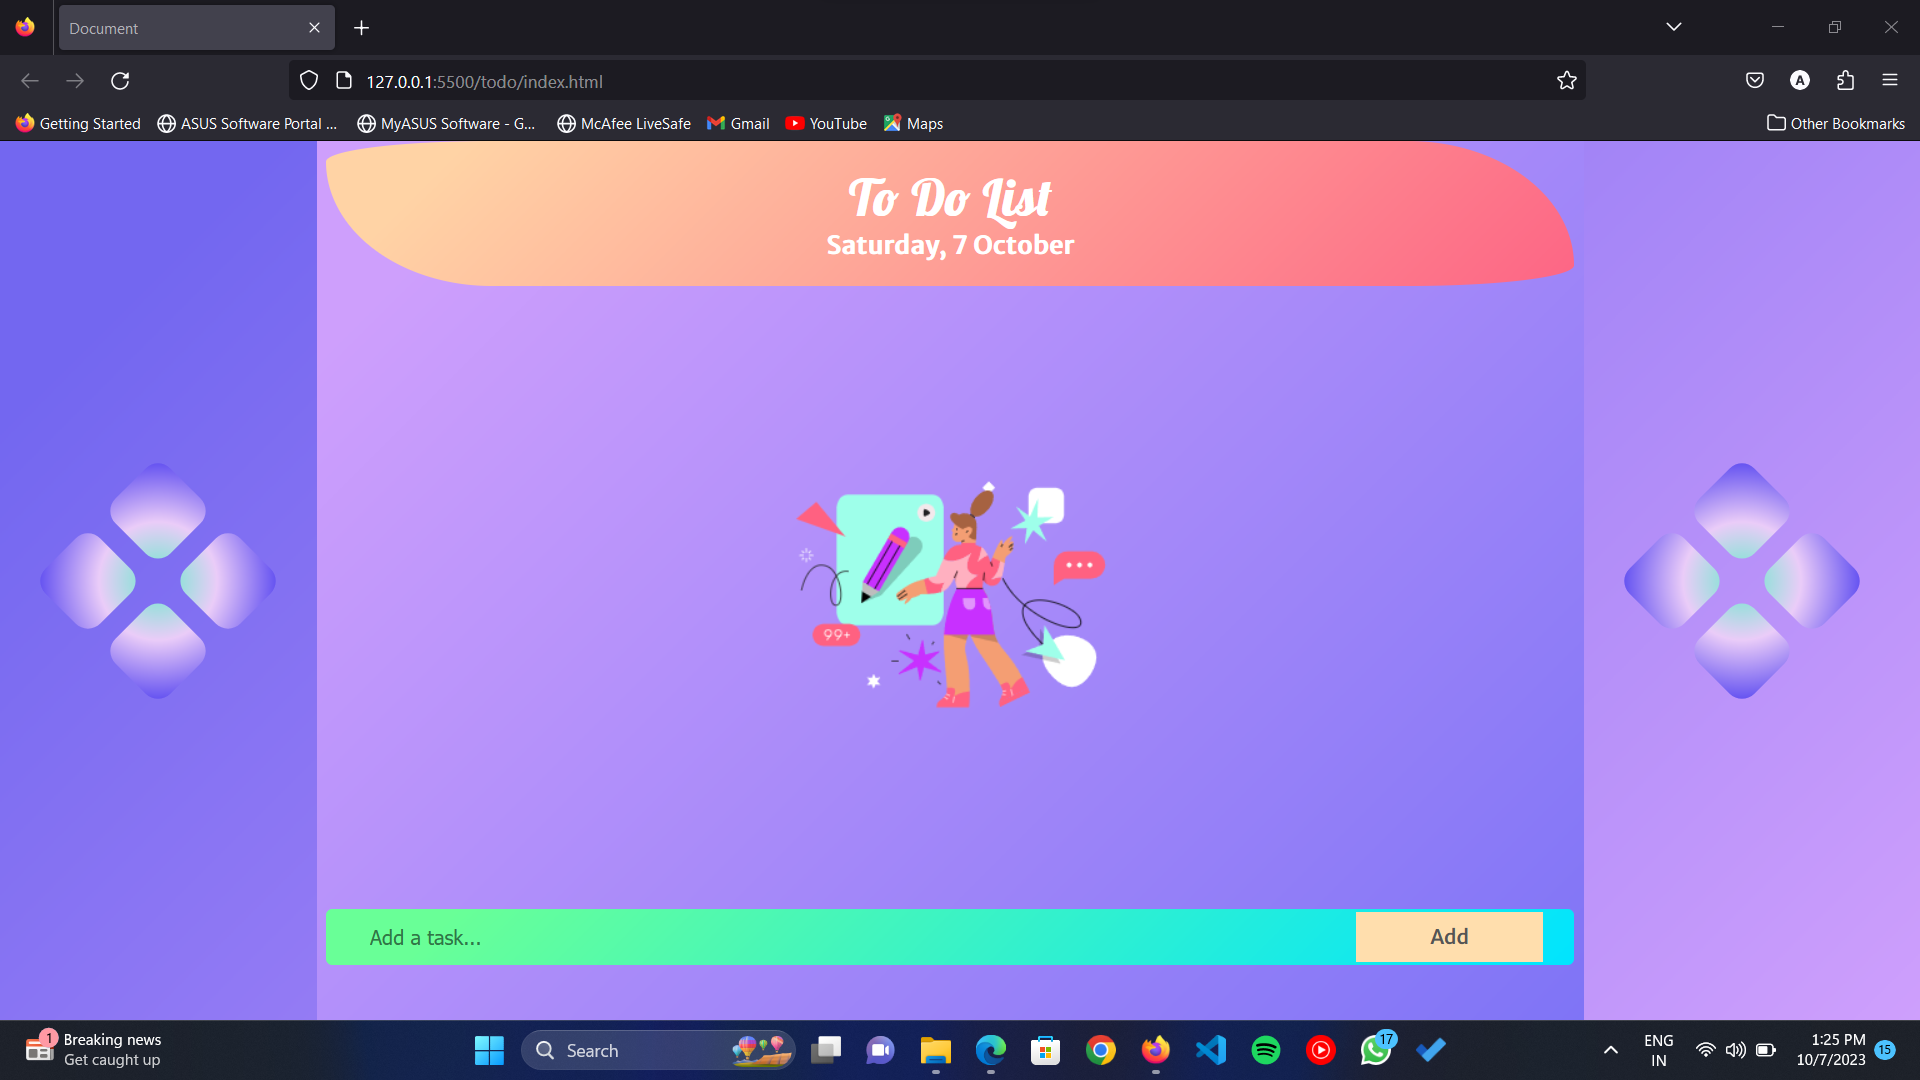 Document
127.0.0.1:5500/todo/index.html
A
Getting Started
ASUS Software Portal ...
MyASUS Software - G...
McAfee LiveSafe
Gmail
YouTube
Maps
Other Bookmarks
To Do List
Saturday, 7 October
99+
Add a task...
Add
1
Breaking news
Get caught up
Search
17
ENG
IN
1:25 PM
10/7/2023
15